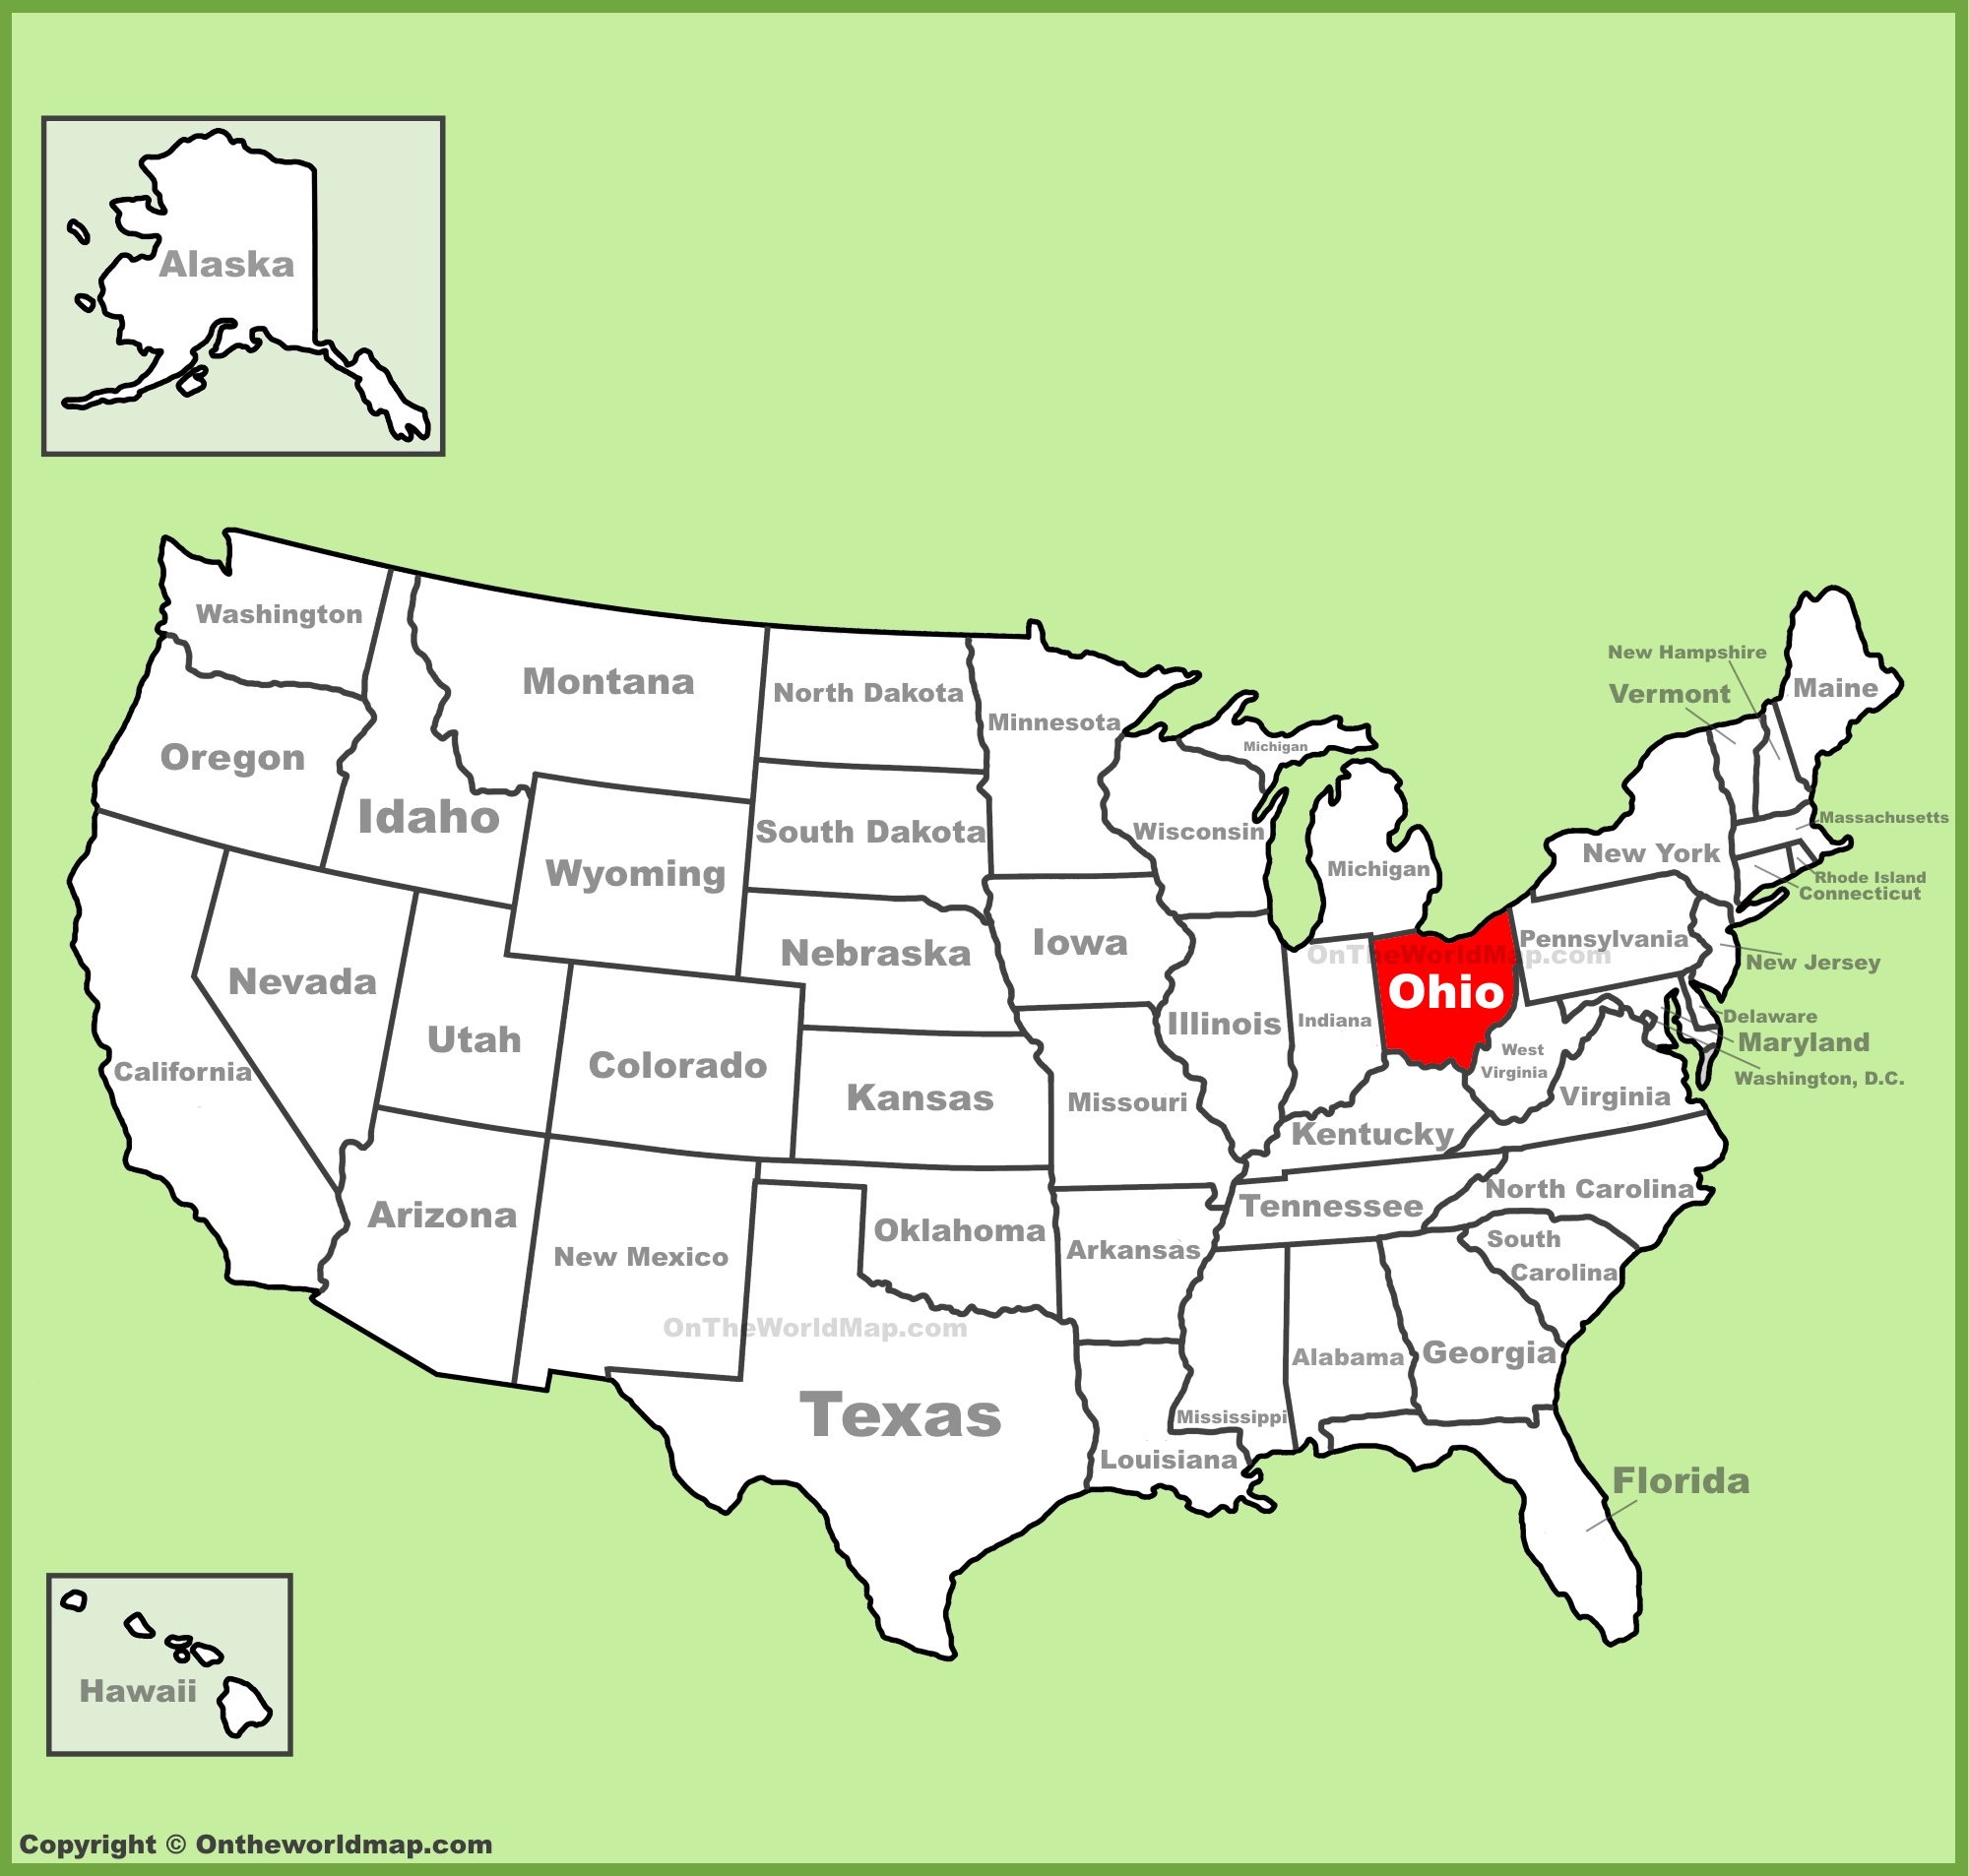 Alaska
Washington
Montana
North Dakota
Minnesota
New Hampshire
Vermont
Maine
Oregon
Idaho
Michigan
Wyoming
South Dakota
Wisconsin
Michigan
Massachusetts
New York
Rhode Island
Connecticut
Nebraska
Iowa
Pennsylvania
OnTheWorldMap.com
New Jersey
Nevada
Ohio
Utah
Illinois
Indiana
Delaware
Maryland
California
Colorado
Kansas
Missouri
West
Virginia
Washington, D.C.
Virginia
Kentucky
Arizona
New Mexico
Oklahoma
Arkansas
Tennessee
North Carolina
South
Carolina
OnTheWorldMap.com
Texas
Alabama
Georgia
Mississippi
Louisiana
Florida
Hawaii
Copyright © Ontheworldmap.com